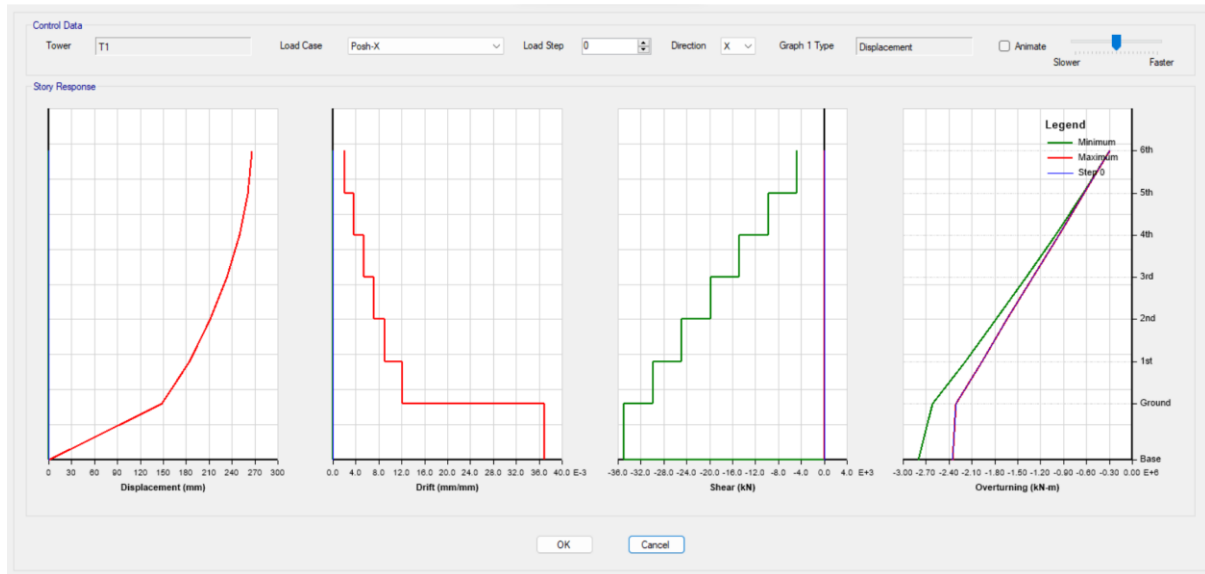 Control Data
Tower T1 Load Case Posh-X Load Step 0 Direction X Graph 1 Type Displacement Animate
Slower Faster
Story Response
Legend
Minimum
Maximum
Step 0
6th
5th
4th
3rd
2nd
1st
Ground
Base
0 30 60 90 120 150 180 210 240 270 300
Displacement (mm)
0.0 4.0 8.0 12.0 16.0 20.0 24.0 28.0 32.0 36.0 40.0 E-3
Drift (mm/mm)
-36.0 -32.0 -28.0 -24.0 -20.0 -16.0 -12.0 -8.0 -4.0 0.0 4.0 E+3
Shear (kN)
-3.00 -2.70 -2.40 -2.10 -1.80 -1.50 -1.20 -0.90 -0.60 -0.30 0.00 E+6
Overturning (kN-m)
OK Cancel